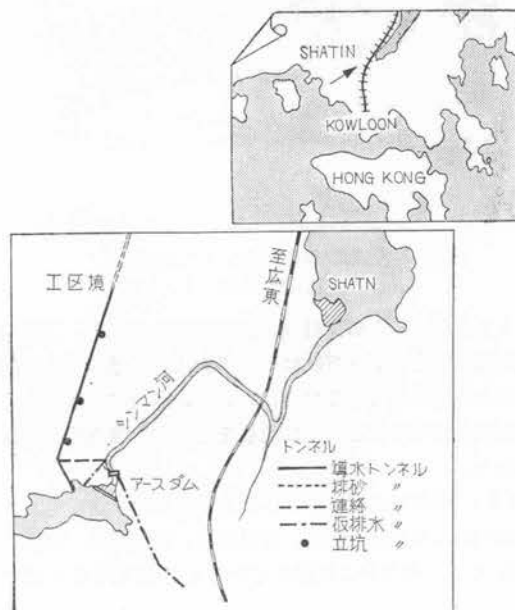 SHATIN
KOWLOON
HONG KONG
工区境
至広東
SHATN
シンマン河
アースダム
トンネル
導水トンネル
排砂 〃
連絡 〃
仮排水 〃
立坑 〃